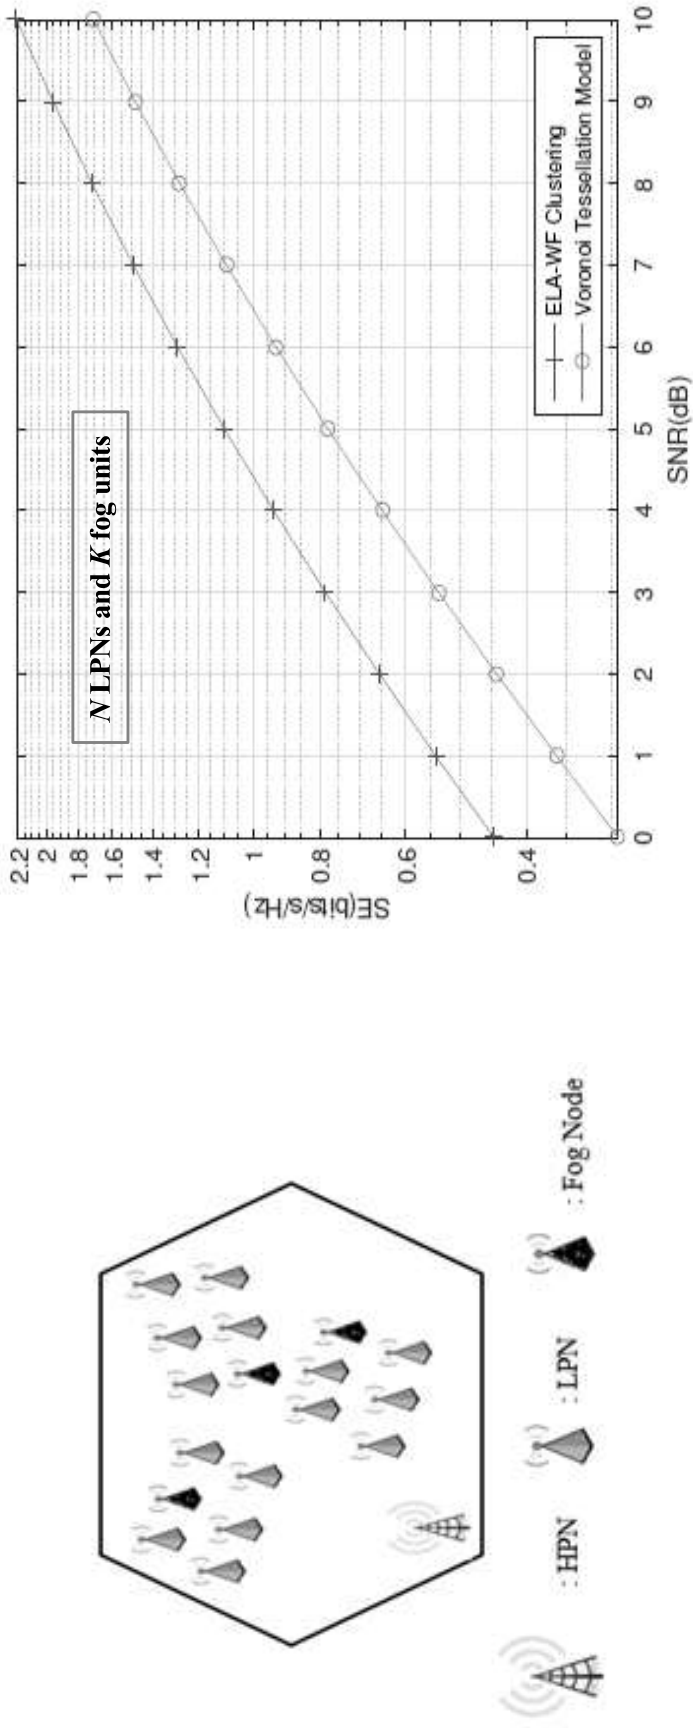 : HPN
: LPN
: Fog Node
N LPNs and K fog units
2.2
2
1.8
1.6
1.4
1.2
1
0.8
0.6
0.4
SE(bits/s/Hz)
ELA-WF Clustering
Voronoi Tessellation Model
0 1 2 3 4 5 6 7 8 9 10
SNR(dB)